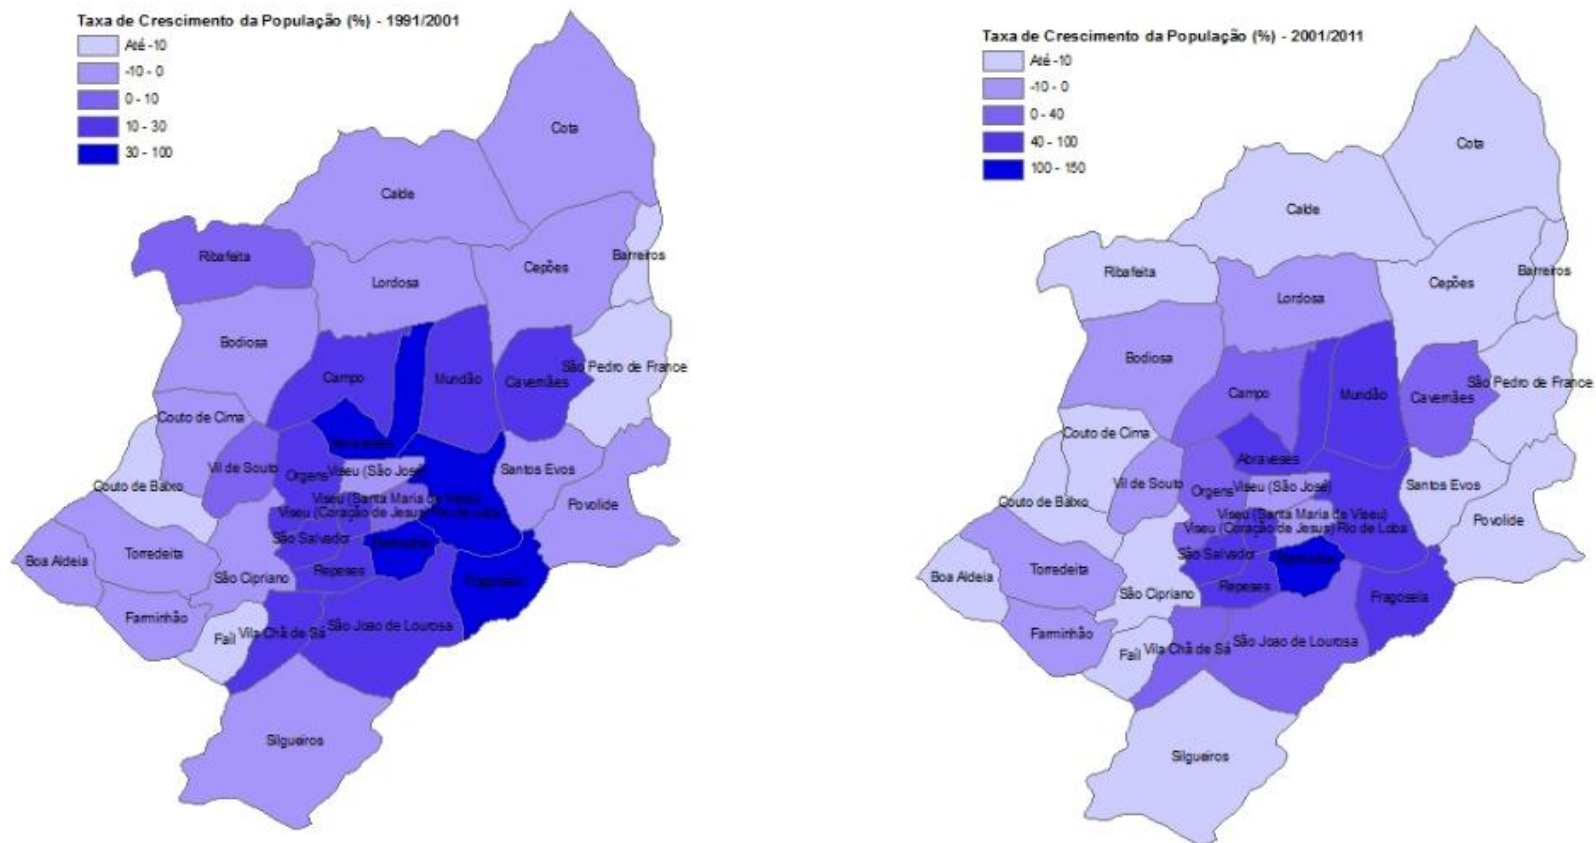 Taxa de Crescimento da População (%) - 1991/2001
Até -10
-10 - 0
0 - 10
10 - 30
30 - 100
Cota
Calde
Ribafeita
Barreiros
Cepões
Lordosa
Bodiosa
São Pedro de France
Campo
Mundão
Cavernães
Couto de Cima
Abraveses
Vil de Souto
Orgens
Viseu (São José)
Santos Evos
Couto de Baixo
Viseu (Santa Maria de Viseu)
Povolide
Viseu (Coração de Jesus)
Rio de Loba
São Salvador
Ranhados
Torredeita
Boa Aldeia
São Cipriano
Repeses
Fragosela
Farminhão
Faíl
Vila Chã de Sá
São Joao de Lourosa
Silgueiros
Taxa de Crescimento da População (%) - 2001/2011
Até -10
-10 - 0
0 - 40
40 - 100
100 - 150
Cota
Calde
Ribafeita
Barreiros
Cepões
Lordosa
Bodiosa
São Pedro de France
Campo
Mundão
Cavernães
Couto de Cima
Abraveses
Vil de Souto
Orgens
Viseu (São José)
Santos Evos
Couto de Baixo
Viseu (Santa Maria de Viseu)
Povolide
Viseu (Coração de Jesus)
Rio de Loba
São Salvador
Ranhados
Torredeita
Boa Aldeia
São Cipriano
Repeses
Fragosela
Farminhão
Faíl
Vila Chã de Sá
São Joao de Lourosa
Silgueiros